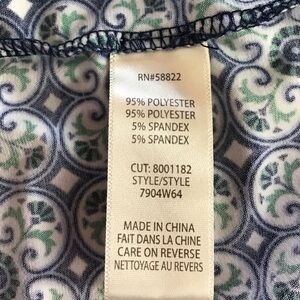 RN#58822
95% POLYESTER
95% POLYESTER
5% SPANDEX
5% SPANDEX
CUT: 8001182
STYLE/STYLE
7904W64
MADE IN CHINA
FAIT DANS LA CHINE
CARE ON REVERSE
NETTOYAGE AU REVERS